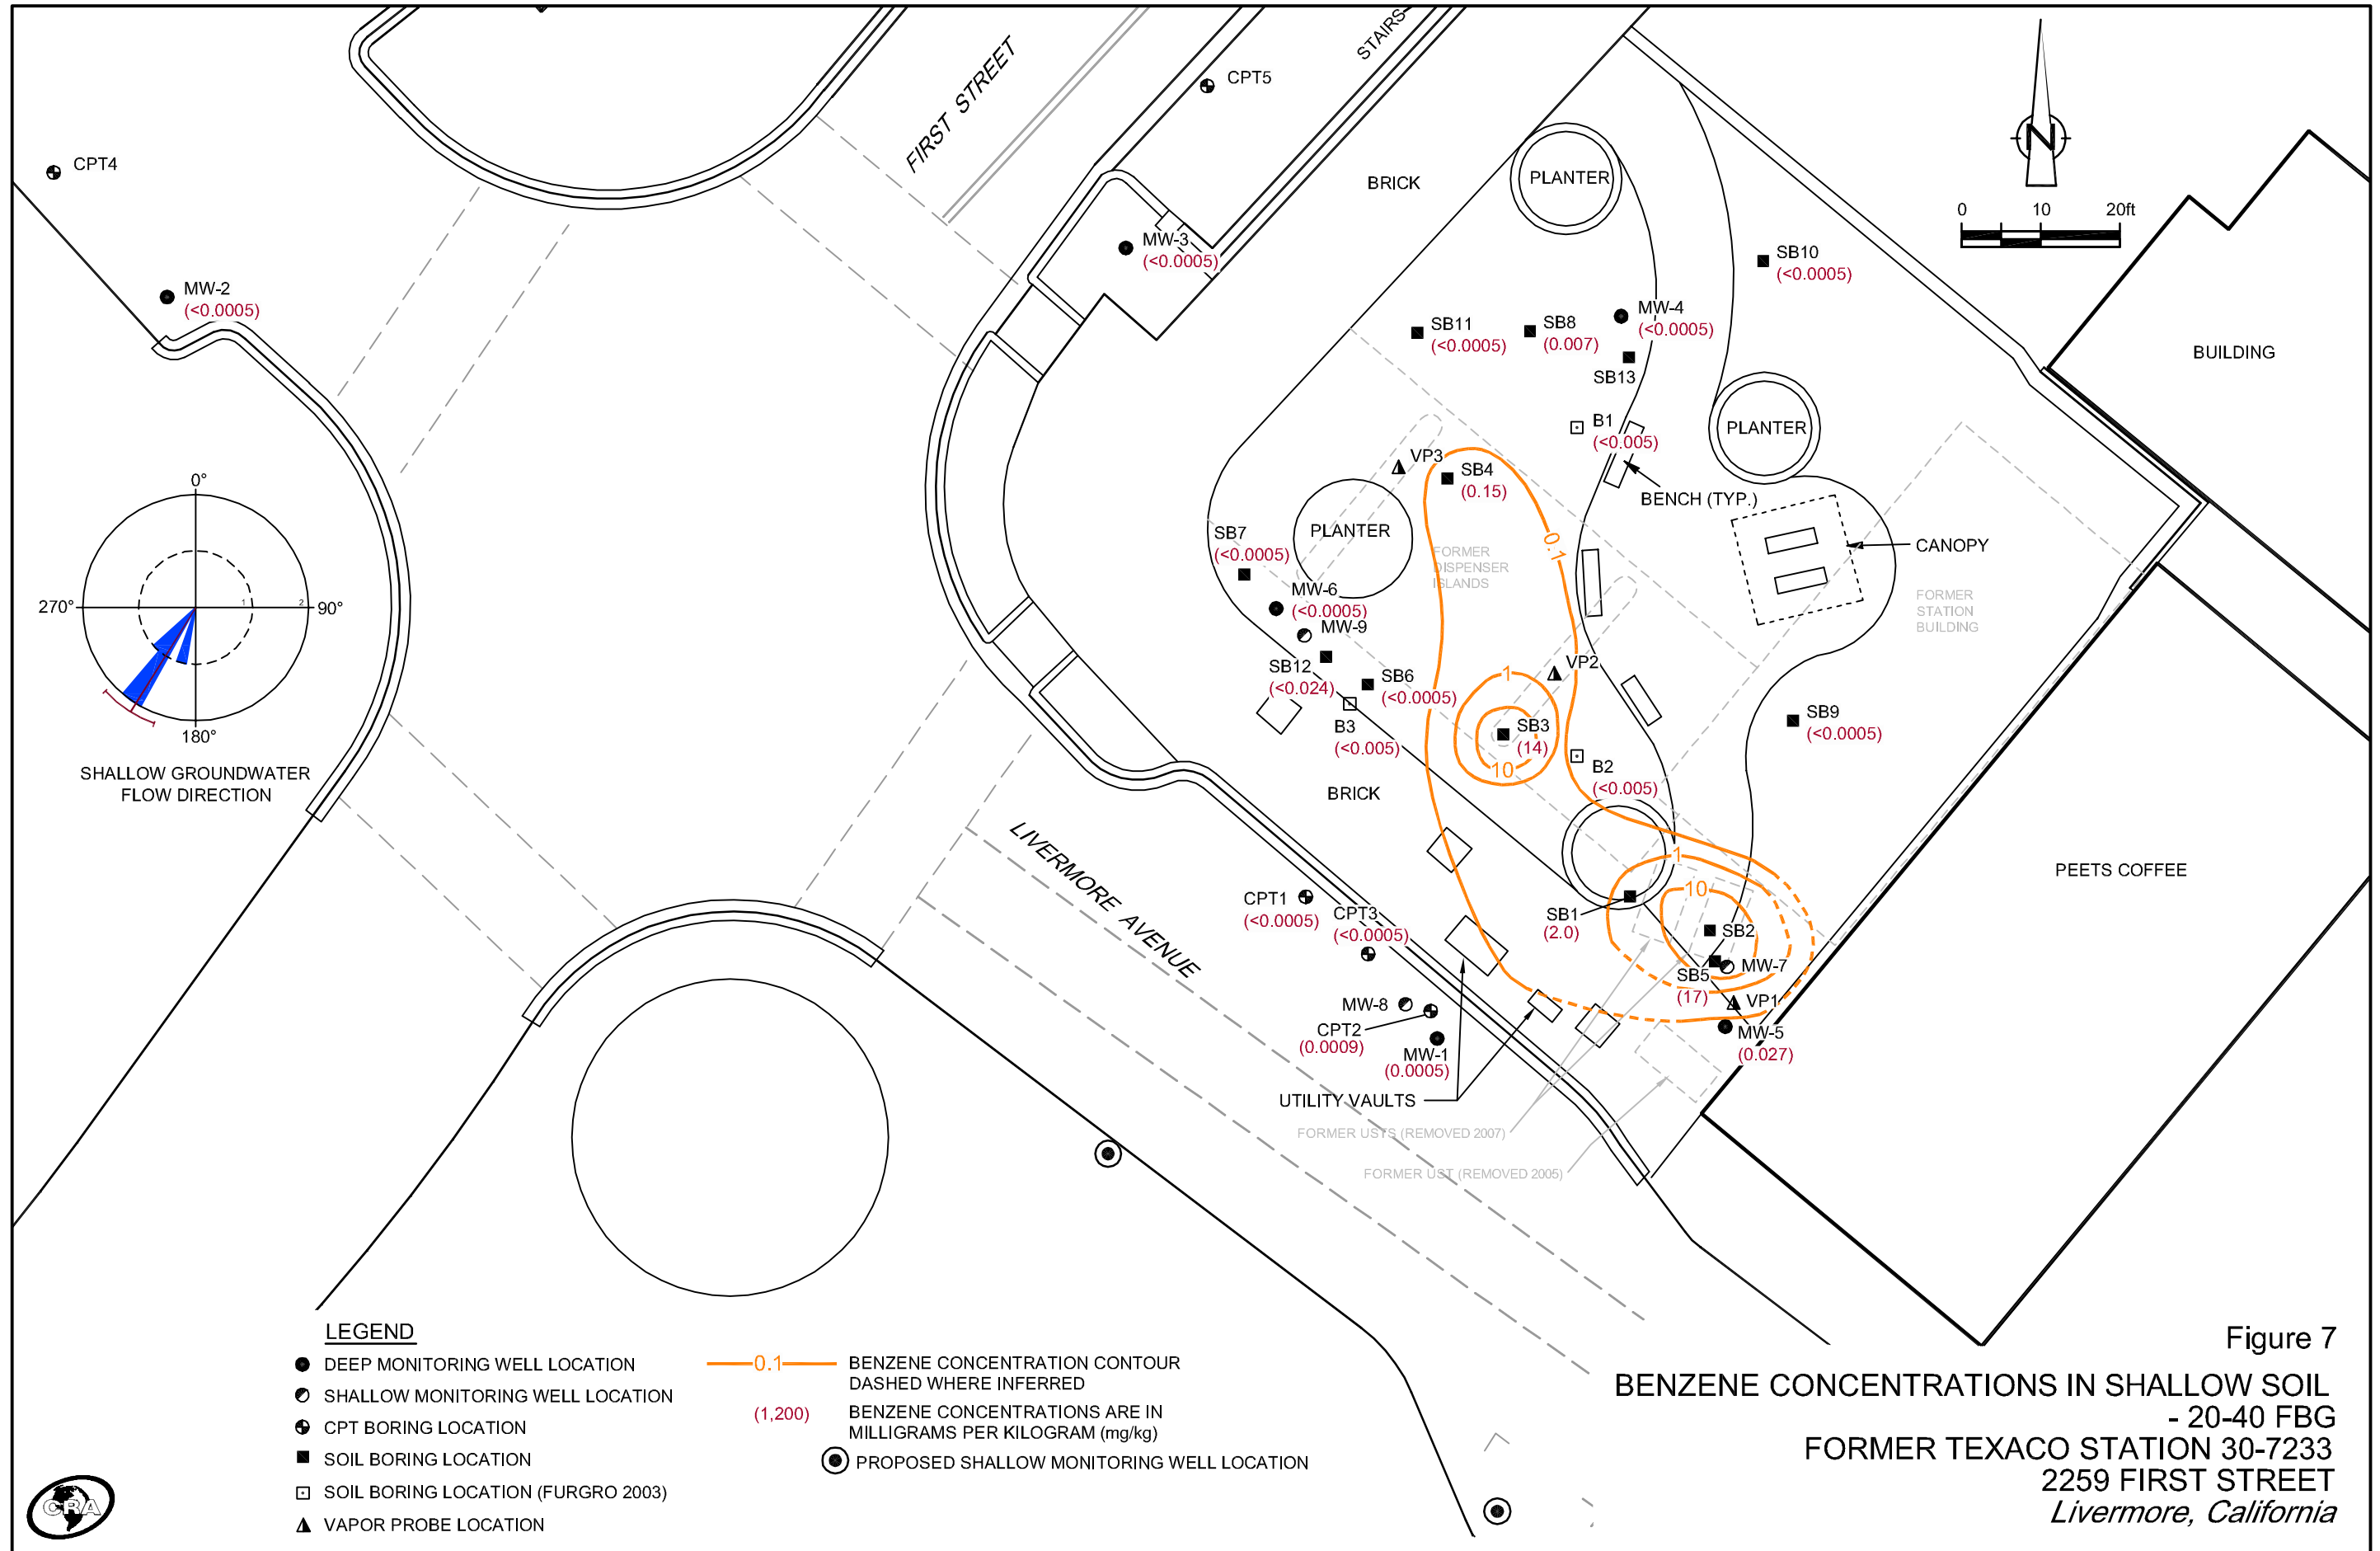 STAIRS
FIRST STREET
CPT5
CPT4
BRICK
PLANTER
N
0 10 20ft
MW-3
(<0.0005)
SB10
(<0.0005)
MW-2
(<0.0005)
SB11
(<0.0005)
SB8
(0.007)
MW-4
(<0.0005)
SB13
BUILDING
B1
(<0.005)
PLANTER
VP3
SB4
(0.15)
BENCH (TYP.)
0°
270°
90°
180°
1
2
SHALLOW GROUNDWATER
FLOW DIRECTION
SB7
(<0.0005)
PLANTER
0.1
CANOPY
FORMER
DISPENSER
ISLANDS
FORMER
STATION
BUILDING
MW-6
(<0.0005)
MW-9
SB12
(<0.024)
SB6
(<0.0005)
B3
(<0.005)
VP2
1
SB3
(14)
10
SB9
(<0.0005)
B2
(<0.005)
BRICK
LIVERMORE AVENUE
PEETS COFFEE
1
10
CPT1
(<0.0005)
CPT3
(<0.0005)
SB1
(2.0)
SB2
SB5
(17)
MW-7
VP1
MW-8
CPT2
(0.0009)
MW-1
(0.0005)
MW-5
(0.027)
UTILITY VAULTS
FORMER USTS (REMOVED 2007)
FORMER UST (REMOVED 2005)
LEGEND
DEEP MONITORING WELL LOCATION
SHALLOW MONITORING WELL LOCATION
CPT BORING LOCATION
SOIL BORING LOCATION
SOIL BORING LOCATION (FURGRO 2003)
VAPOR PROBE LOCATION
0.1
BENZENE CONCENTRATION CONTOUR
DASHED WHERE INFERRED
(1,200)
BENZENE CONCENTRATIONS ARE IN
MILLIGRAMS PER KILOGRAM (mg/kg)
PROPOSED SHALLOW MONITORING WELL LOCATION
CRA
Figure 7
BENZENE CONCENTRATIONS IN SHALLOW SOIL
- 20-40 FBG
FORMER TEXACO STATION 30-7233
2259 FIRST STREET
Livermore, California